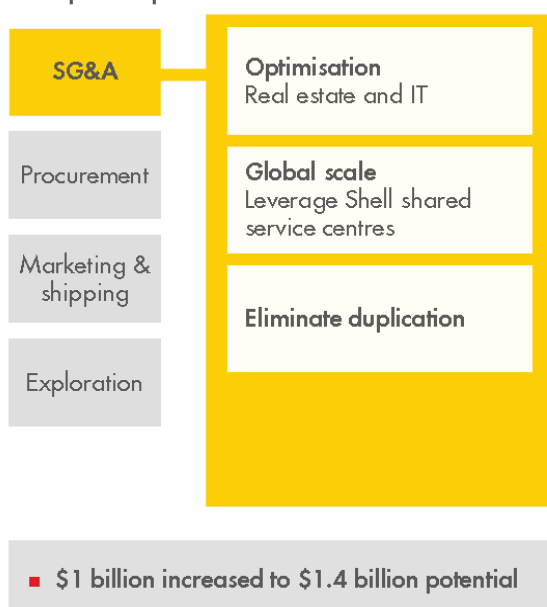 SG&A
Optimisation
Real estate and IT
Procurement
Global scale
Leverage Shell shared
service centres
Marketing &
shipping
Eliminate duplication
Exploration
▪ $1 billion increased to $1.4 billion potential